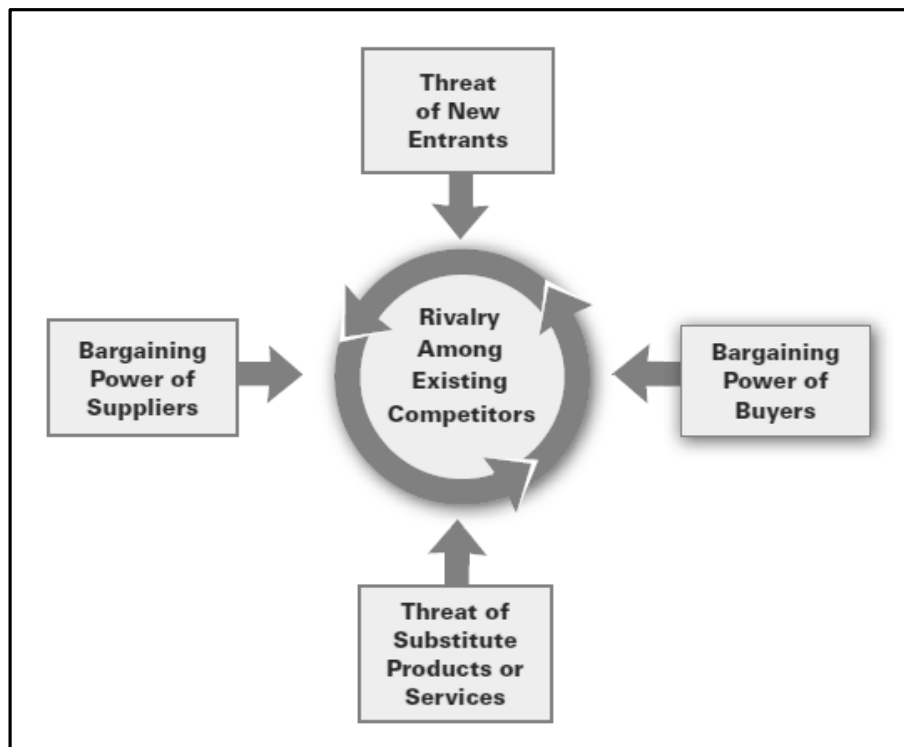 Threat
of New
Entrants
Rivalry
Among
Existing
Competitors
Bargaining
Power of
Suppliers
Bargaining
Power of
Buyers
Threat of
Substitute
Products or
Services